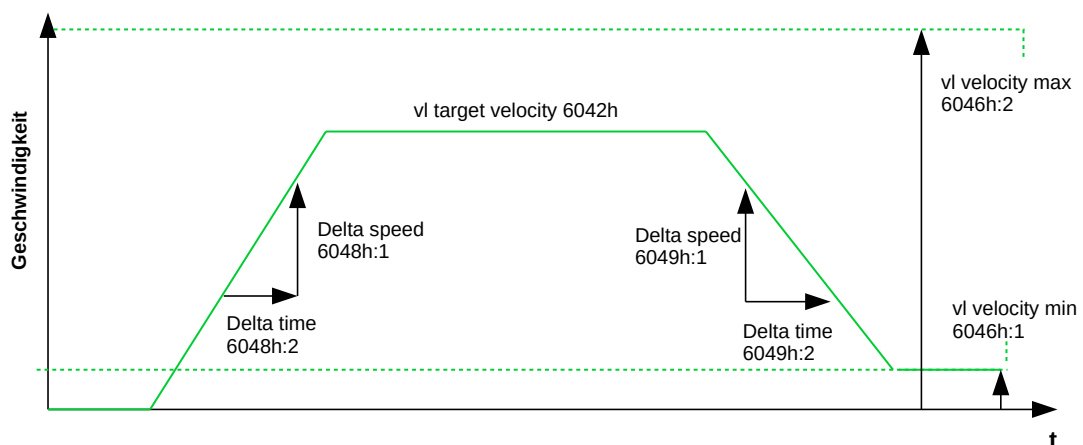 Geschwindigkeit
vl target velocity 6042h
vl velocity max
6046h:2
Delta speed
6048h:1
Delta time
6048h:2
Delta speed
6049h:1
Delta time
6049h:2
vl velocity min
6046h:1
t